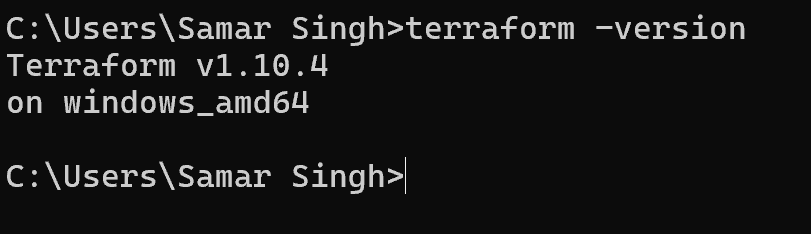 C:\Users\Samar Singh>terraform -version
Terraform v1.10.4
on windows_amd64
C:\Users\Samar Singh>